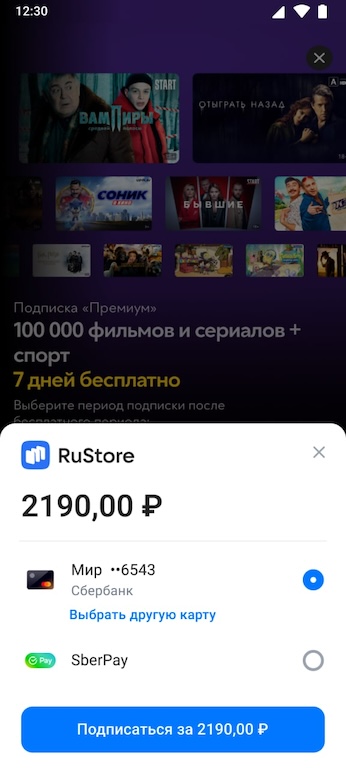 12:30
START
ВАМПИРЫ
средней полосы
ОТЫГРАТЬ НАЗАД
18
СОНИК
START
БЫВШИЕ
Подписка «Премиум»
100 000 фильмов и сериалов +
спорт
7 дней бесплатно
Выберите период подписки после
бесплатного периода:
RuStore
2190,00 ₽
Мир ••6543
Сбербанк
Выбрать другую карту
Pay
SberPay
Подписаться за 2190,00 ₽